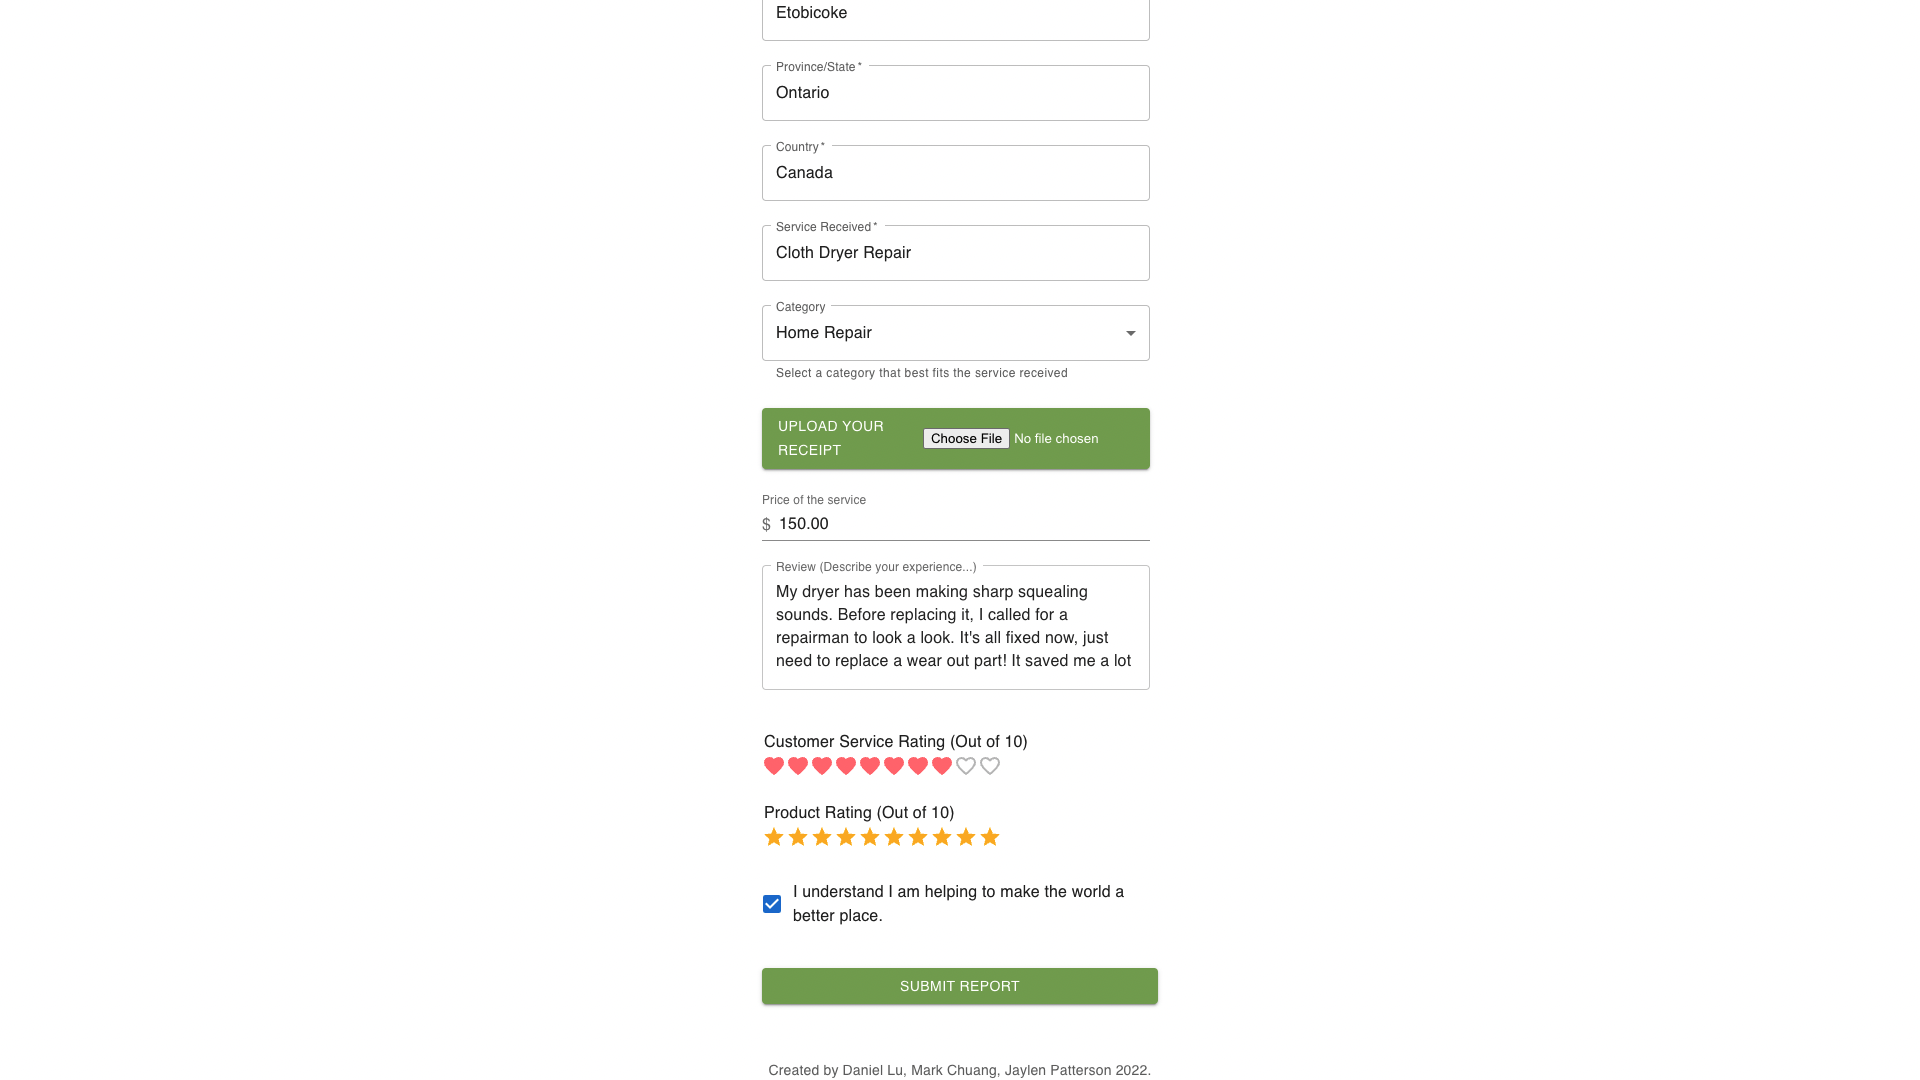 Etobicoke
Province/State *
Ontario
Country *
Canada
Service Received *
Cloth Dryer Repair
Category
Home Repair
Select a category that best fits the service received
UPLOAD YOUR
RECEIPT
Choose File No file chosen
Price of the service
$ 150.00
Review (Describe your experience...)
My dryer has been making sharp squealing
sounds. Before replacing it, I called for a
repairman to look a look. It's all fixed now, just
need to replace a wear out part! It saved me a lot
Customer Service Rating (Out of 10)
Product Rating (Out of 10)
I understand I am helping to make the world a
better place.
SUBMIT REPORT
Created by Daniel Lu, Mark Chuang, Jaylen Patterson 2022.